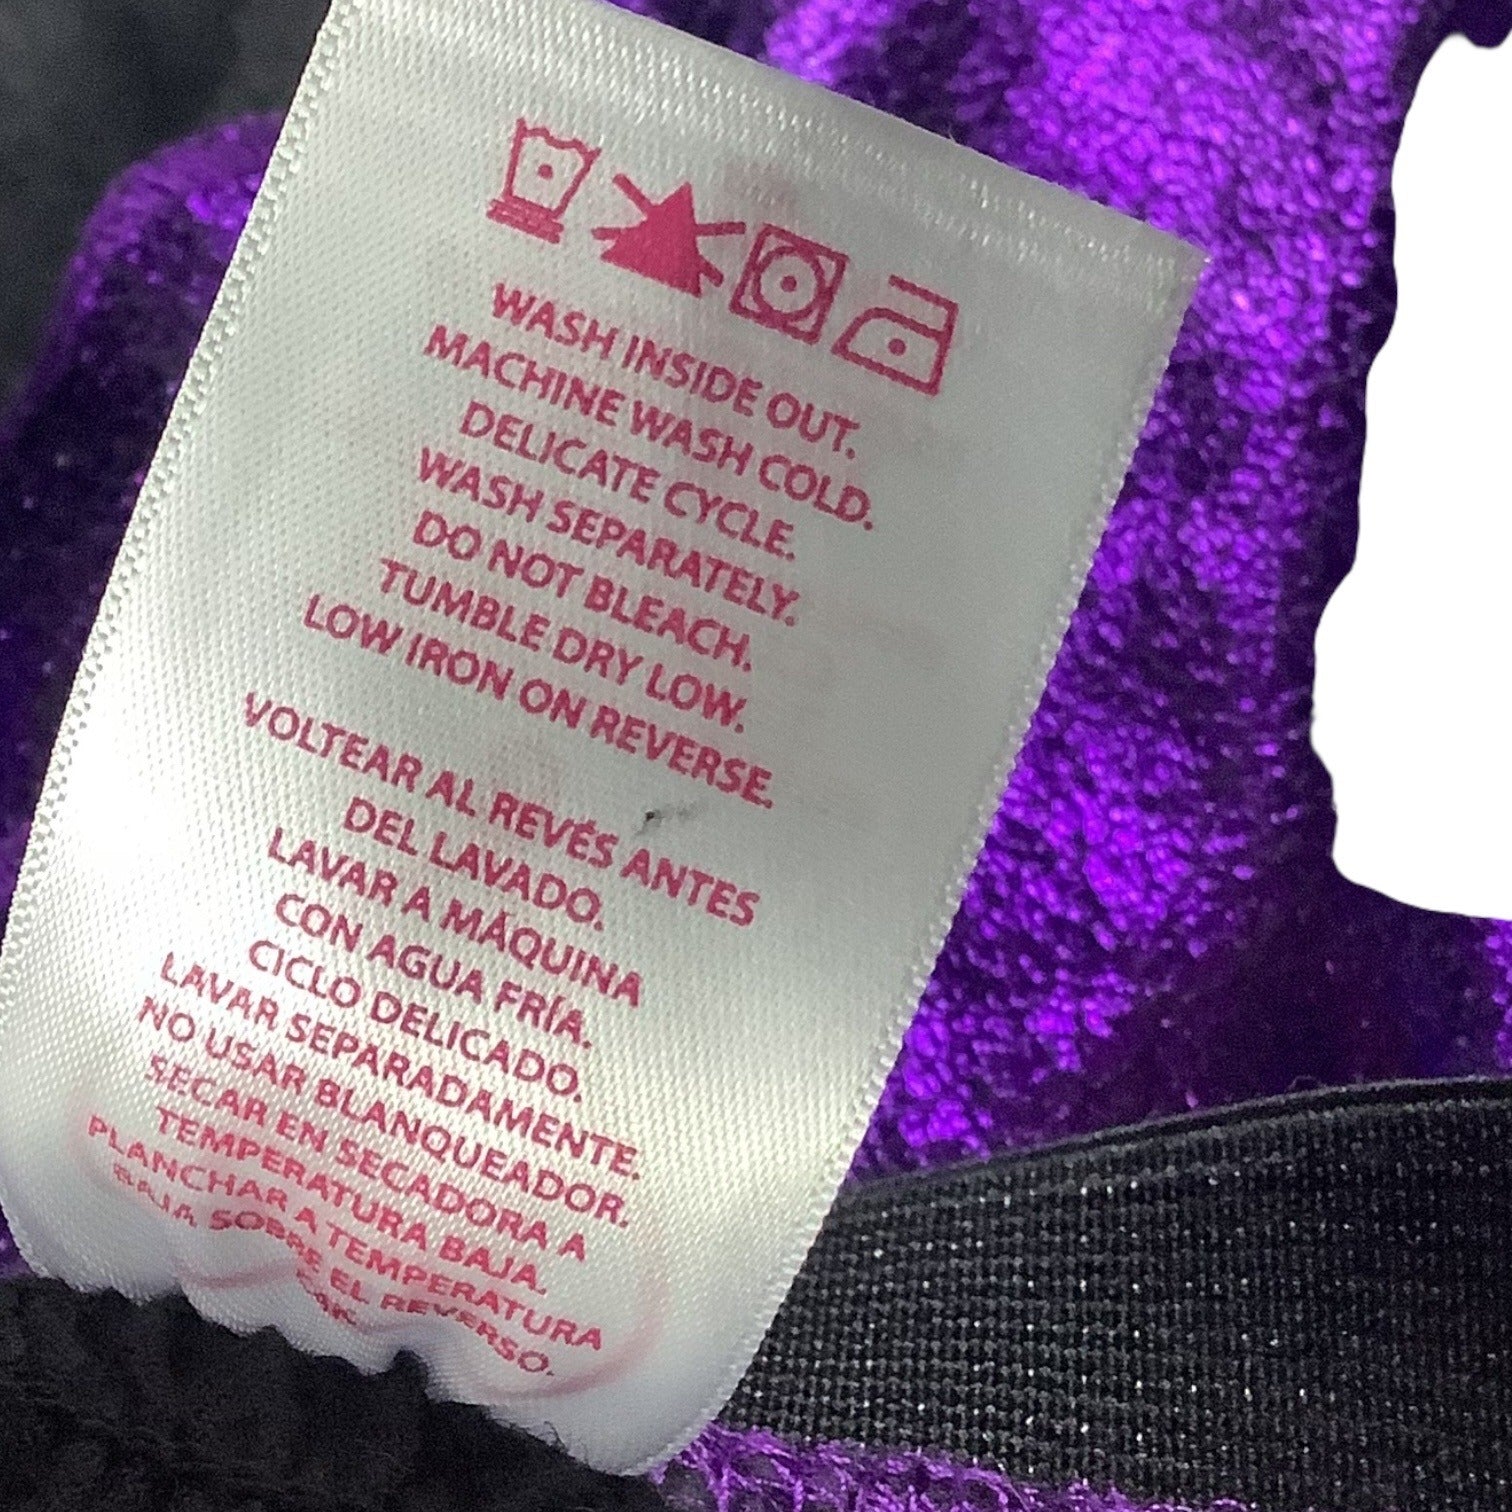 WASH INSIDE OUT.
MACHINE WASH COLD.
DELICATE CYCLE.
WASH SEPARATELY.
DO NOT BLEACH.
TUMBLE DRY LOW.
LOW IRON ON REVERSE.
VOLTEAR AL REVÉS ANTES
DEL LAVADO.
LAVAR A MÁQUINA
CON AGUA FRÍA.
CICLO DELICADO.
LAVAR SEPARADAMENTE.
NO USAR BLANQUEADOR.
SECAR EN SECADORA A
TEMPERATURA BAJA.
PLANCHAR A TEMPERATURA
BAJA SOBRE EL REVERSO.